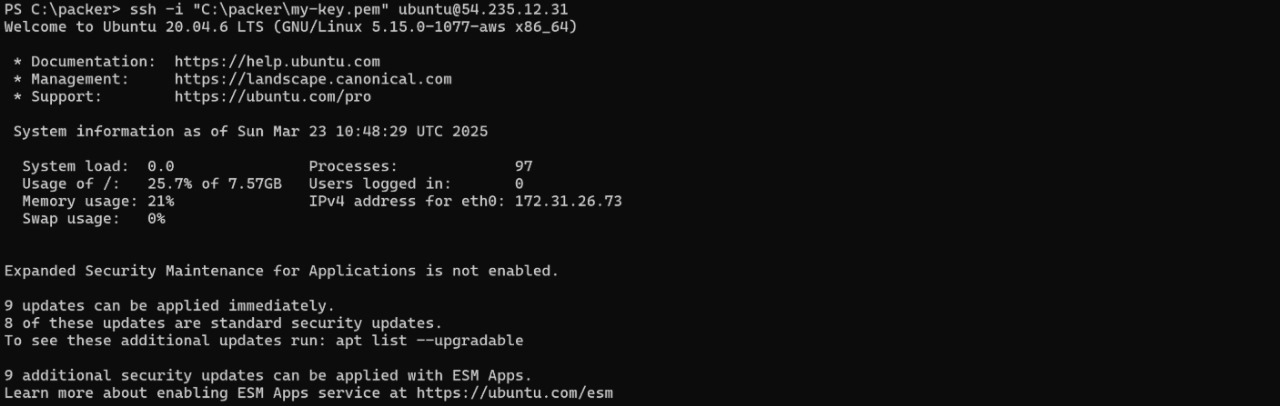 PS C:\packer> ssh -i "C:\packer\my-key.pem" ubuntu@54.235.12.31
Welcome to Ubuntu 20.04.6 LTS (GNU/Linux 5.15.0-1077-aws x86_64)
* Documentation:  https://help.ubuntu.com
* Management:     https://landscape.canonical.com
* Support:        https://ubuntu.com/pro
System information as of Sun Mar 23 10:48:29 UTC 2025
System load:  0.0               Processes:             97
Usage of /:   25.7% of 7.57GB   Users logged in:       0
Memory usage: 21%               IPv4 address for eth0: 172.31.26.73
Swap usage:   0%
Expanded Security Maintenance for Applications is not enabled.
9 updates can be applied immediately.
8 of these updates are standard security updates.
To see these additional updates run: apt list --upgradable
9 additional security updates can be applied with ESM Apps.
Learn more about enabling ESM Apps service at https://ubuntu.com/esm